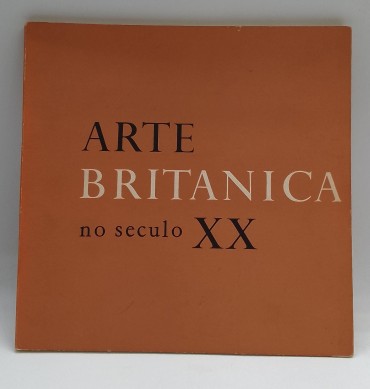 ARTE
BRITANICA
no seculo XX